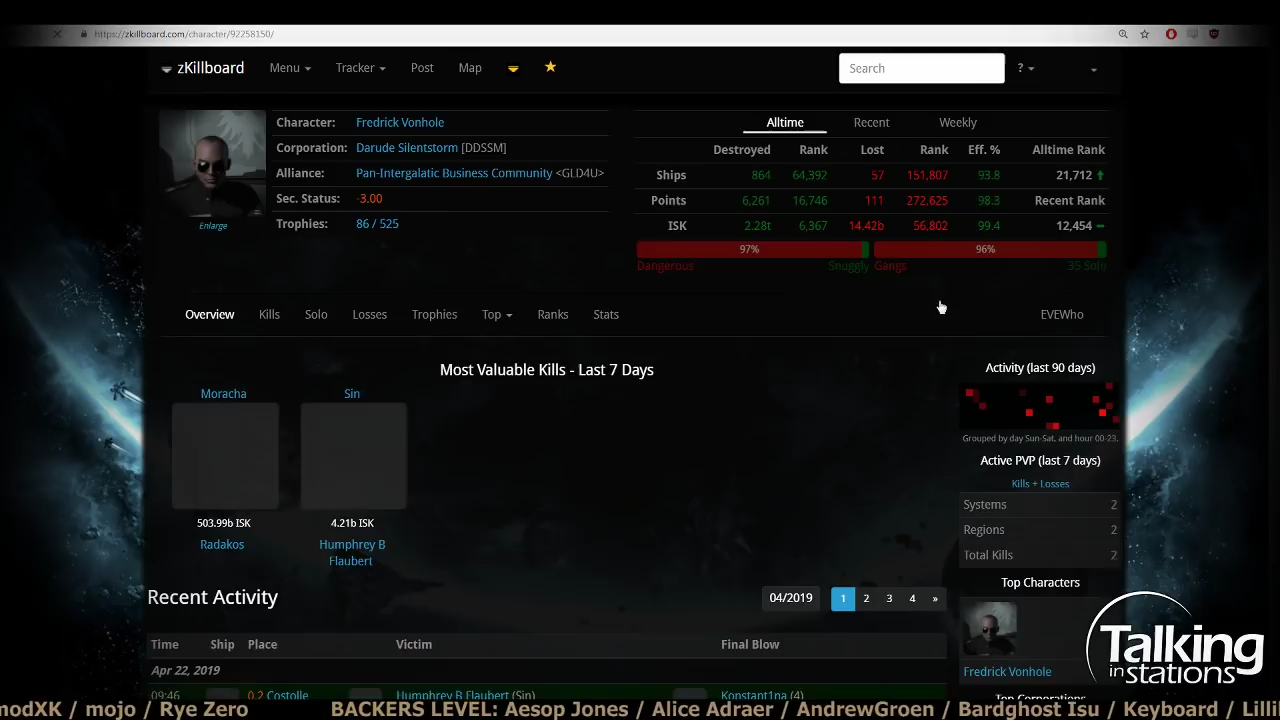 https://zkillboard.com/character/92258150/
zKillboard Menu Tracker Post Map Search ?
Character: Fredrick Vonhole
Corporation: Darude Silentstorm [DDSSM]
Alliance: Pan-Intergalatic Business Community <GLD4U>
Sec. Status: -3.00
Trophies: 86 / 525
Enlarge
Alltime Recent Weekly
Destroyed Rank Lost Rank Eff. % Alltime Rank
Ships 864 64,392 57 151,807 93.8 21,712
Points 6,261 16,746 111 272,625 98.3 Recent Rank
ISK 2.28t 6,367 14.42b 56,802 99.4 12,454
97% 96%
Dangerous Snuggly Gangs 35 Solo
Overview Kills Solo Losses Trophies Top Ranks Stats EVEWho
Most Valuable Kills - Last 7 Days
Moracha Sin
503.99b ISK 4.21b ISK
Radakos Humphrey B
Flaubert
Activity (last 90 days)
Grouped by day Sun-Sat, and hour 00-23.
Active PVP (last 7 days)
Kills + Losses
Systems 2
Regions 2
Total Kills 2
Top Characters
Fredrick Vonhole
Top Corporations
Recent Activity 04/2019 1 2 3 4 »
Time Ship Place Victim Final Blow
Apr 22, 2019
09:46 0.2 Costolle Humphrey B Flaubert (Sin) Konstant1na (4)
Talking
in stations
modXK / mojo / Rye Zero BACKERS LEVEL: Aesop Jones / Alice Adraer / AndrewGroen / Bardghost Isu / Keyboard / Lilli